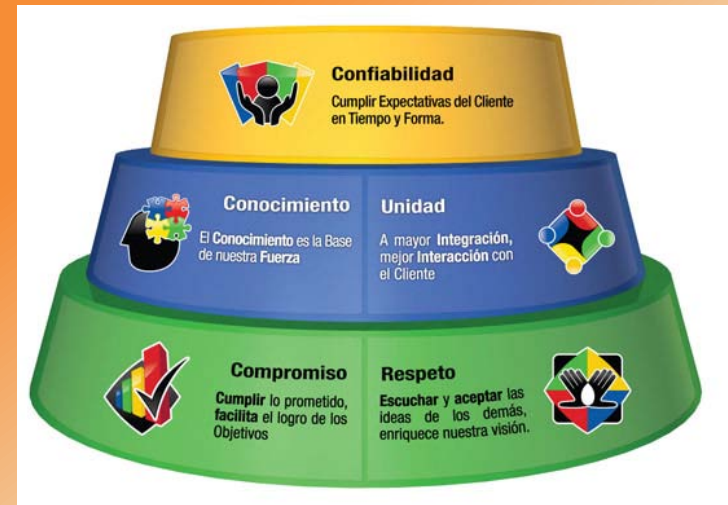 Confiabilidad
Cumplir Expectativas del Cliente
en Tiempo y Forma.
Conocimiento
El Conocimiento es la Base
de nuestra Fuerza
Unidad
A mayor Integración,
mejor Interacción con
el Cliente
Compromiso
Cumplir lo prometido,
facilita el logro de los
Objetivos
Respeto
Escuchar y aceptar las
ideas de los demás,
enriquece nuestra visión.